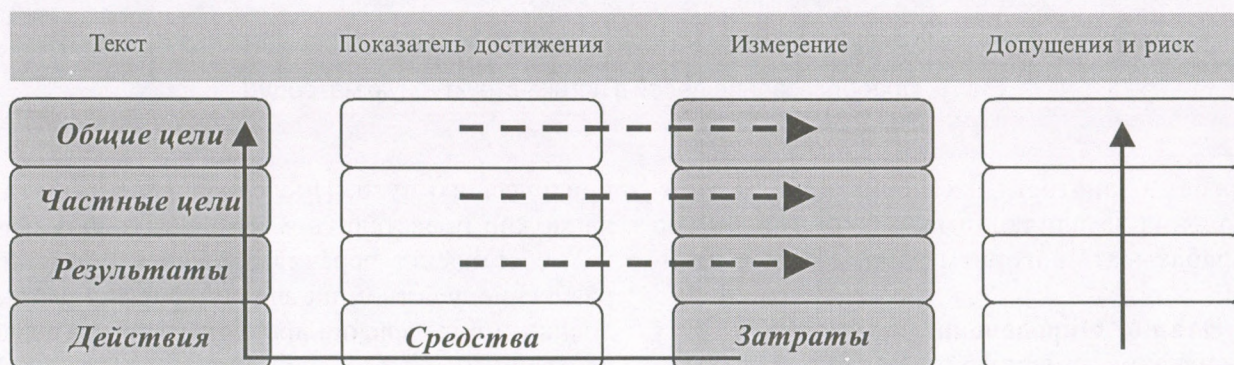 Текст Показатель достижения Измерение Допущения и риск
Общие цели
Частные цели
Результаты
Действия Средства Затраты